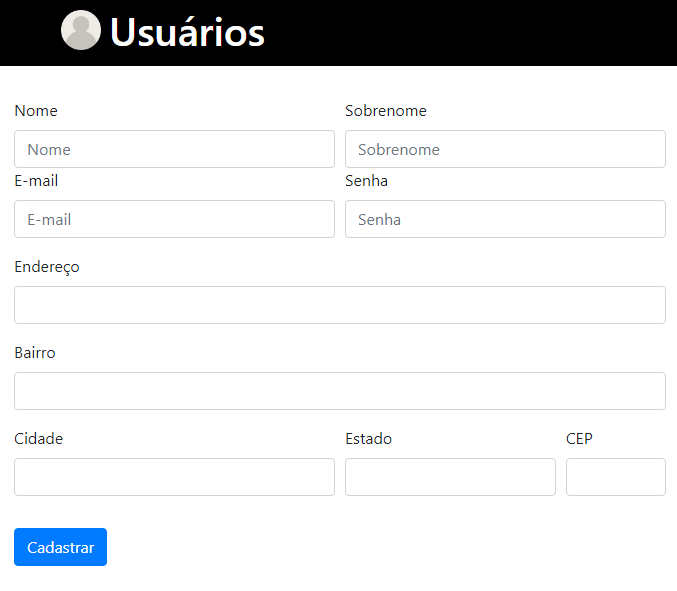 Usuários
Nome Sobrenome
Nome Sobrenome
E-mail Senha
E-mail Senha
Endereço
Bairro
Cidade Estado CEP
Cadastrar